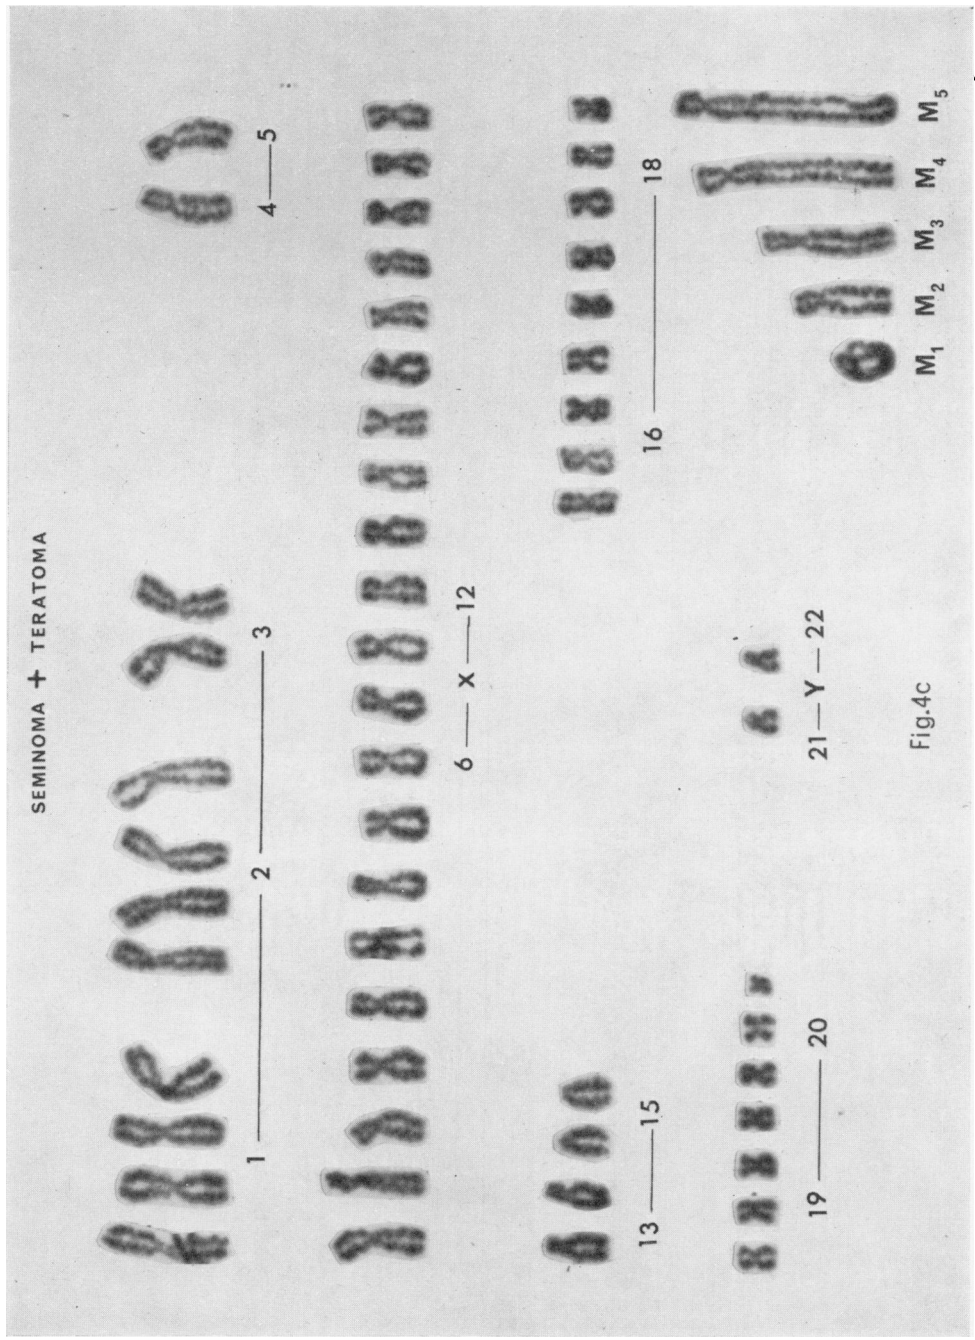 SEMINOMA + TERATOMA
1 — 2 — 3
4 — 5
6 — X — 12
13 — 15
16 — 18
19 — 20
21 — Y — 22
M1 M2 M3 M4 M5
Fig.4c